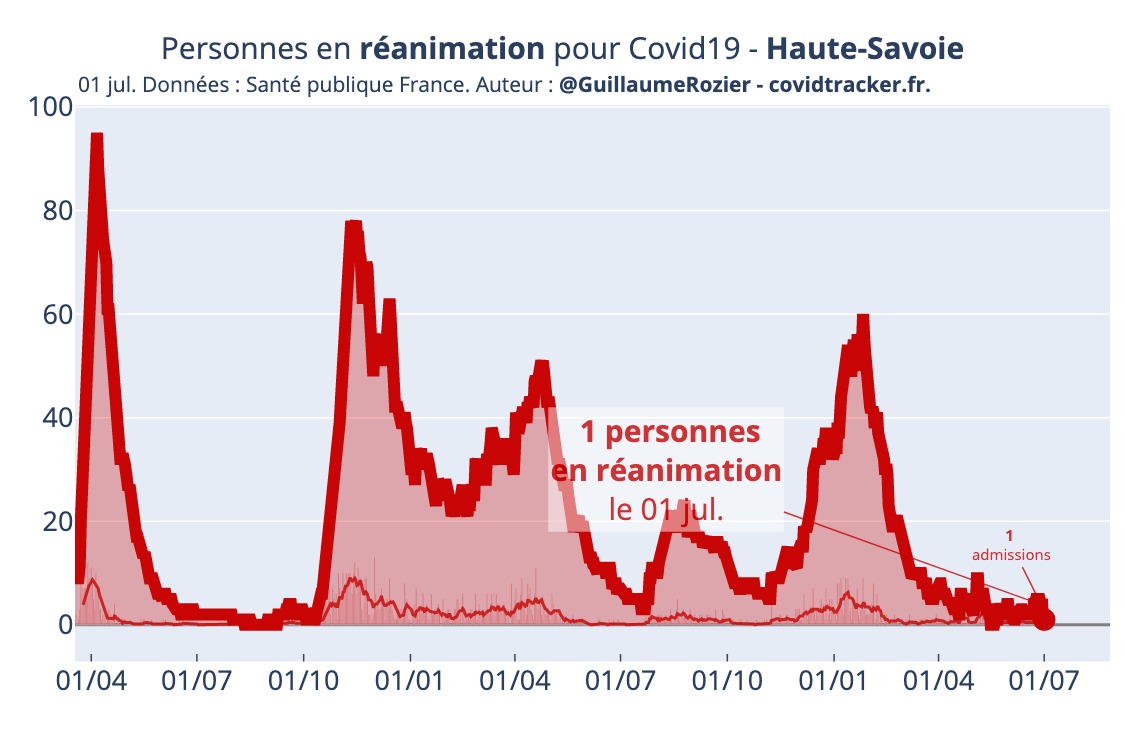 Personnes en réanimation pour Covid19 - Haute-Savoie
01 jul. Données : Santé publique France. Auteur : @GuillaumeRozier - covidtracker.fr.
100
80
60
40
20
0
1 personnes
en réanimation
le 01 jul.
1
admissions
01/04 01/07 01/10 01/01 01/04 01/07 01/10 01/01 01/04 01/07